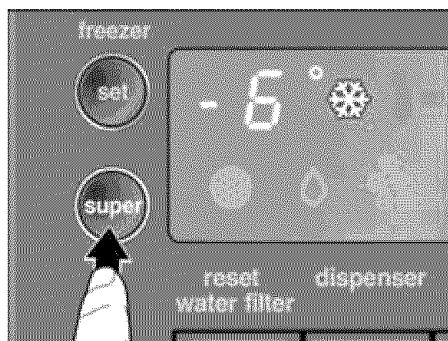 freezer
set
- 6°
super
reset dispenser
water filter